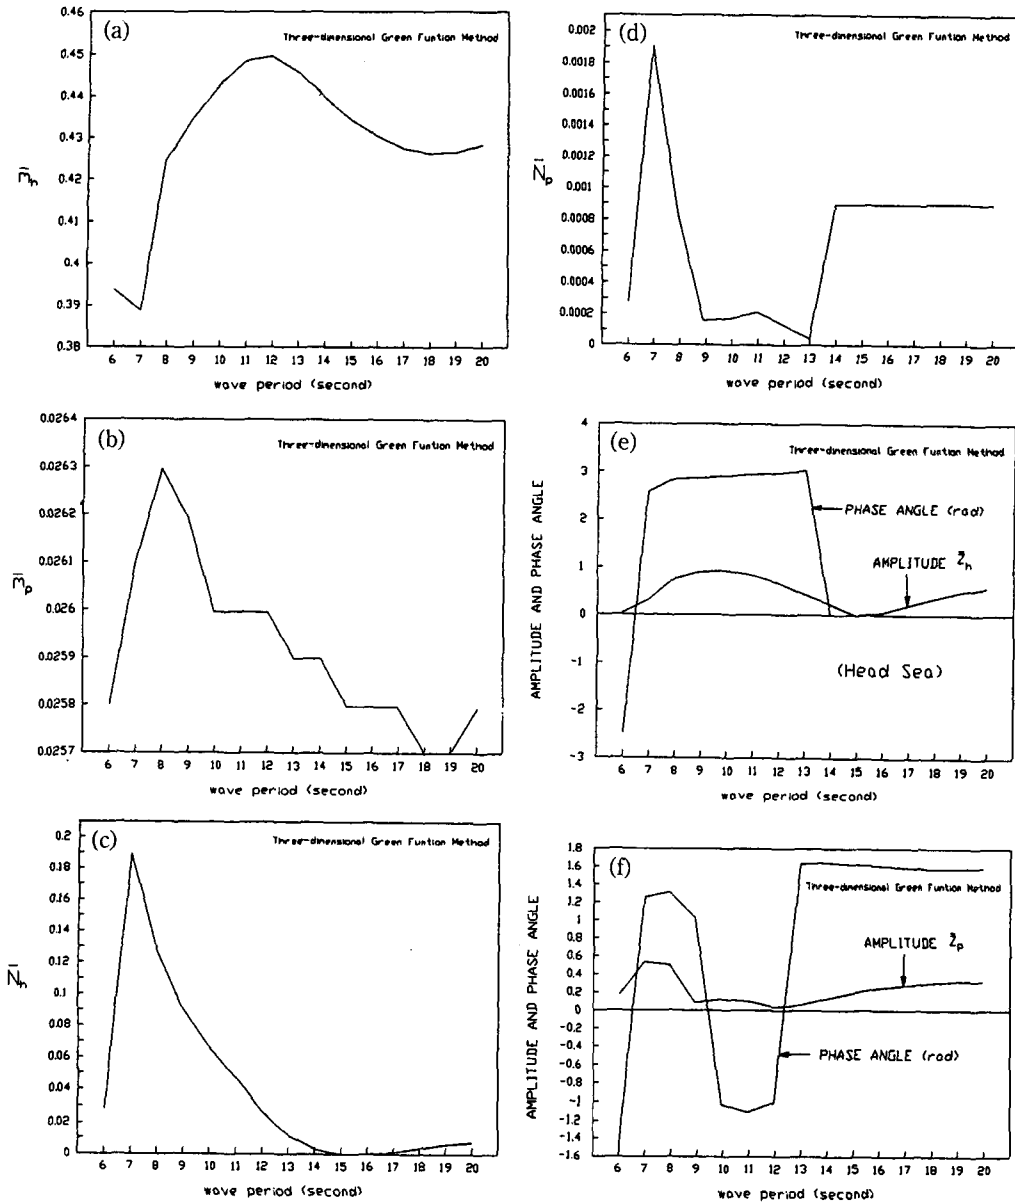 (a)
Three-dimensional Green Funtion Method
0.46
0.45
0.44
0.43
0.42
0.41
0.4
0.39
0.38
m̄h
6 7 8 9 10 11 12 13 14 15 16 17 18 19 20
wave period (second)
(d)
Three-dimensional Green Funtion Method
0.002
0.0018
0.0016
0.0014
0.0012
0.001
0.0008
0.0006
0.0004
0.0002
0
N̄p
6 7 8 9 10 11 12 13 14 15 16 17 18 19 20
wave period (second)
(b)
Three-dimensional Green Funtion Method
0.0264
0.0263
0.0262
0.0261
0.026
0.0259
0.0258
0.0257
m̄p
6 7 8 9 10 11 12 13 14 15 16 17 18 19 20
wave period (second)
(e)
Three-dimensional Green Funtion Method
4
3
2
1
0
-1
-2
-3
AMPLITUDE AND PHASE ANGLE
PHASE ANGLE (rad)
AMPLITUDE Z̄h
(Head Sea)
6 7 8 9 10 11 12 13 14 15 16 17 18 19 20
wave period (second)
(c)
Three-dimensional Green Funtion Method
0.2
0.18
0.16
0.14
0.12
0.1
0.08
0.06
0.04
0.02
0
N̄h
6 7 8 9 10 11 12 13 14 15 16 17 18 19 20
wave period (second)
(f)
Three-dimensional Green Funtion Method
1.8
1.6
1.4
1.2
1
0.8
0.6
0.4
0.2
0
-0.2
-0.4
-0.6
-0.8
-1
-1.2
-1.4
-1.6
AMPLITUDE AND PHASE ANGLE
AMPLITUDE Z̄p
PHASE ANGLE (rad)
6 7 8 9 10 11 12 13 14 15 16 17 18 19 20
wave period (second)